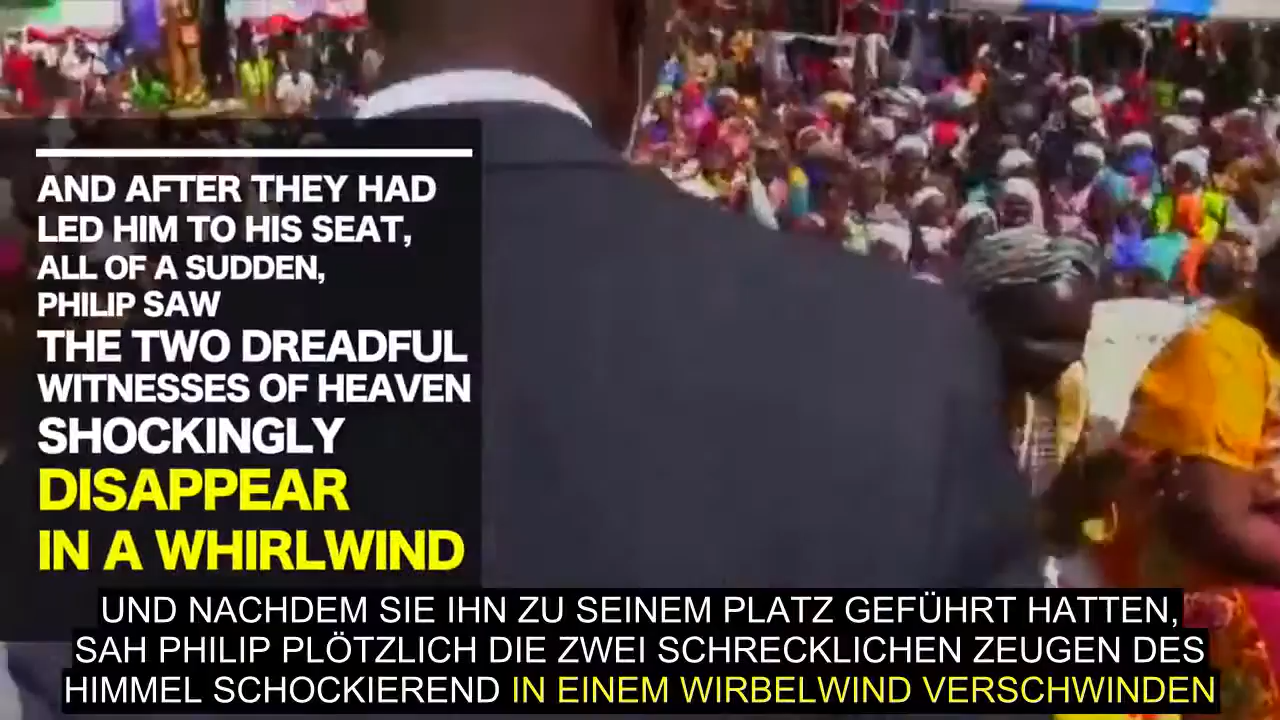 AND AFTER THEY HAD
LED HIM TO HIS SEAT,
ALL OF A SUDDEN,
PHILIP SAW
THE TWO DREADFUL
WITNESSES OF HEAVEN
SHOCKINGLY
DISAPPEAR
IN A WHIRLWIND
UND NACHDEM SIE IHN ZU SEINEM PLATZ GEFÜHRT HATTEN,
SAH PHILIP PLÖTZLICH DIE ZWEI SCHRECKLICHEN ZEUGEN DES
HIMMEL SCHOCKIEREND IN EINEM WIRBELWIND VERSCHWINDEN